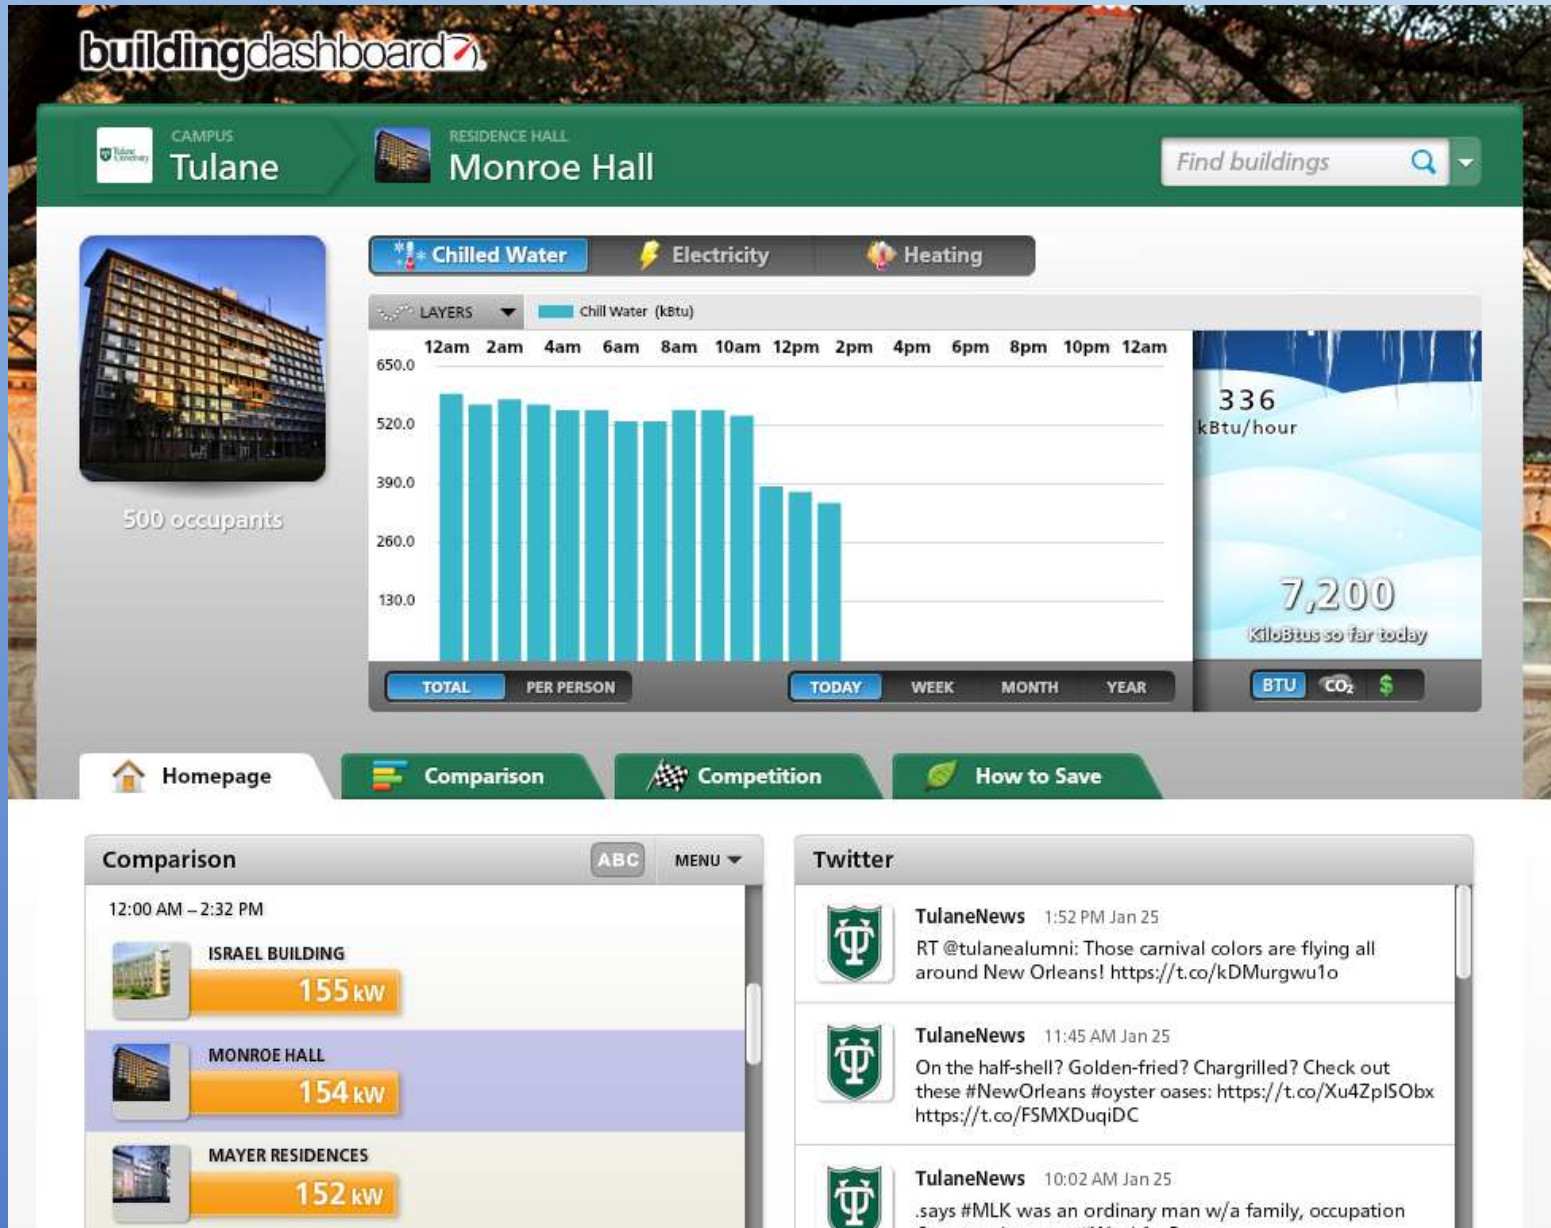 buildingdashboard
CAMPUS
Tulane
RESIDENCE HALL
Monroe Hall
Find buildings
Tulane
University
500 occupants
Chilled Water
Electricity
Heating
LAYERS
Chill Water (kBtu)
12am 2am 4am 6am 8am 10am 12pm 2pm 4pm 6pm 8pm 10pm 12am
650.0
520.0
390.0
260.0
130.0
336
kBtu/hour
7,200
KiloBtus so far today
TOTAL
PER PERSON
TODAY
WEEK
MONTH
YEAR
BTU
CO2
$
Homepage
Comparison
Competition
How to Save
Comparison
ABC
MENU
12:00 AM – 2:32 PM
ISRAEL BUILDING
155 kW
MONROE HALL
154 kW
MAYER RESIDENCES
152 kW
Twitter
TulaneNews 1:52 PM Jan 25
RT @tulanealumni: Those carnival colors are flying all
around New Orleans! https://t.co/kDMurgwu1o
TulaneNews 11:45 AM Jan 25
On the half-shell? Golden-fried? Chargrilled? Check out
these #NewOrleans #oyster oases: https://t.co/Xu4ZplSObx
https://t.co/FSMXDuqiDC
TulaneNews 10:02 AM Jan 25
.says #MLK was an ordinary man w/a family, occupation